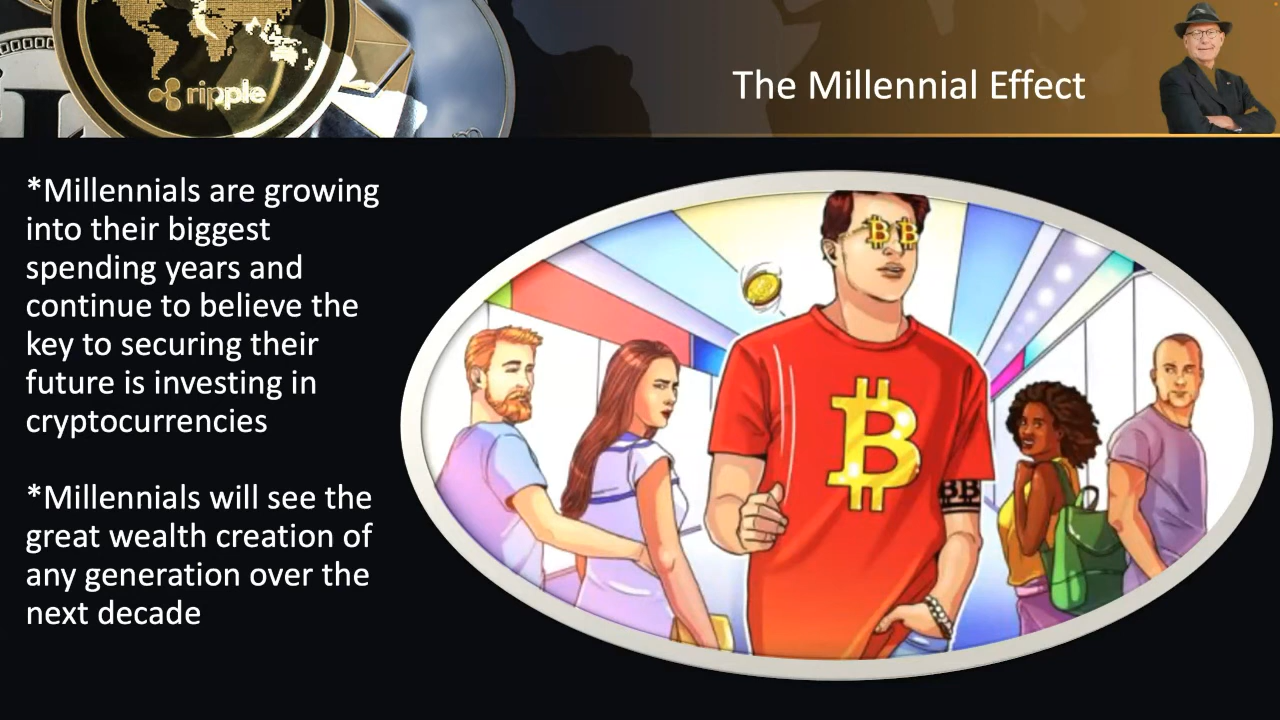 ripple
The Millennial Effect
*Millennials are growing
into their biggest
spending years and
continue to believe the
key to securing their
future is investing in
cryptocurrencies
*Millennials will see the
great wealth creation of
any generation over the
next decade
BB